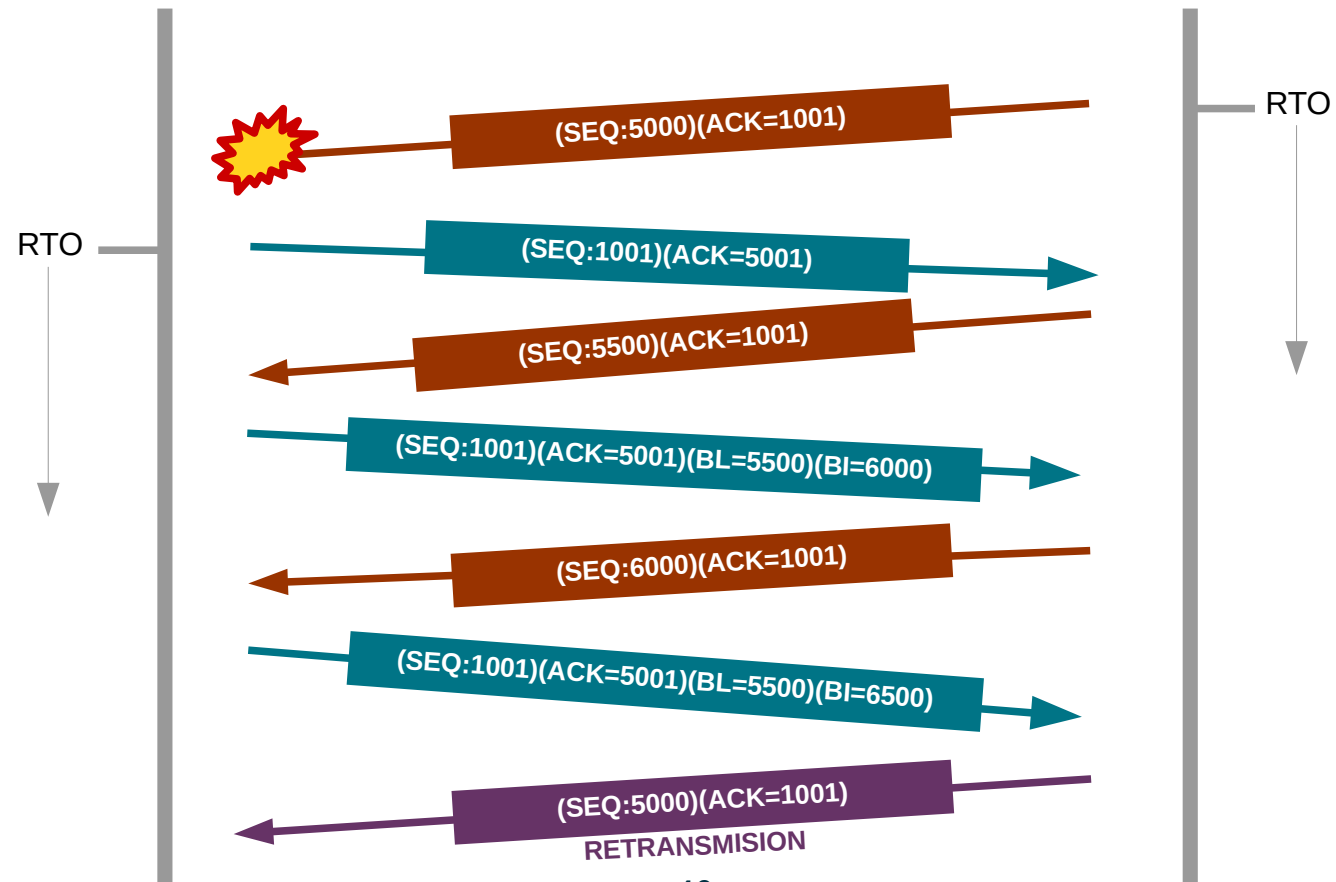 RTO
(SEQ:5000)(ACK=1001)
RTO
(SEQ:1001)(ACK=5001)
(SEQ:5500)(ACK=1001)
(SEQ:1001)(ACK=5001)(BL=5500)(BI=6000)
(SEQ:6000)(ACK=1001)
(SEQ:1001)(ACK=5001)(BL=5500)(BI=6500)
(SEQ:5000)(ACK=1001)
RETRANSMISION